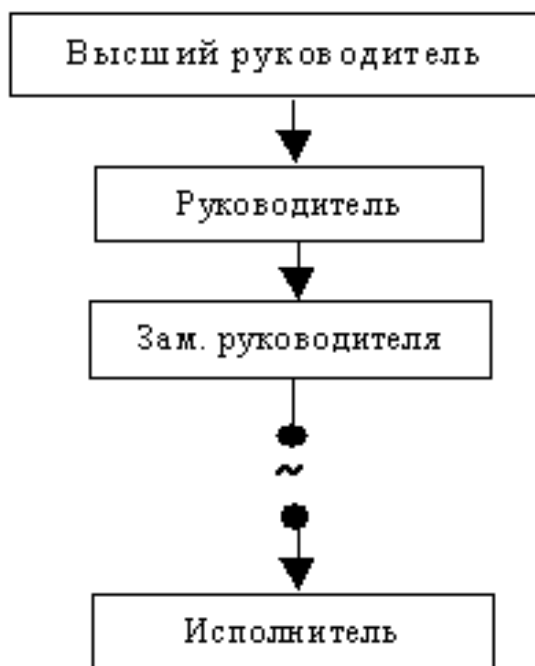 Высший руководитель
Руководитель
Зам. руководителя
~
Исполнитель